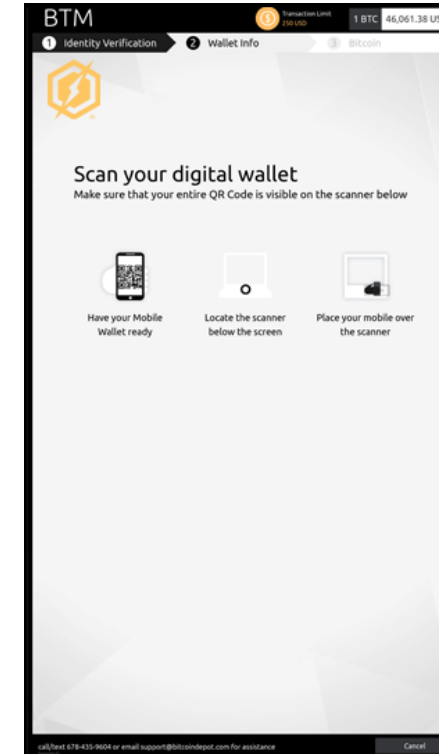 BTM
Transaction Limit
250 USD
1 BTC 46,061.38 US
1 Identity Verification 2 Wallet Info 3 Bitcoin
Scan your digital wallet
Make sure that your entire QR Code is visible on the scanner below
Have your Mobile
Wallet ready
Locate the scanner
below the screen
Place your mobile over
the scanner
call/text 678-435-9604 or email support@bitcoindepot.com for assistance
Cancel